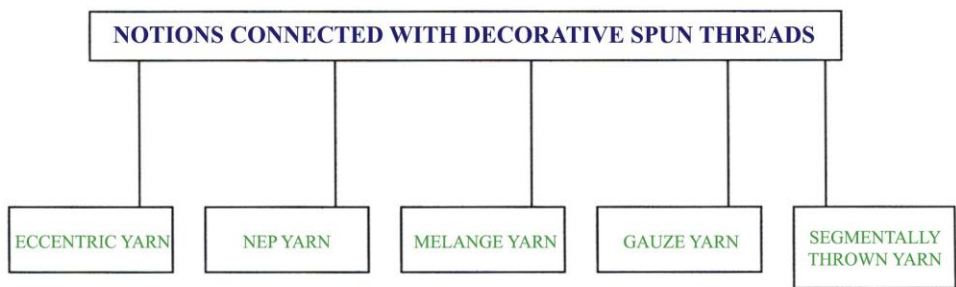 NOTIONS CONNECTED WITH DECORATIVE SPUN THREADS
ECCENTRIC YARN
NEP YARN
MELANGE YARN
GAUZE YARN
SEGMENTALLY
THROWN YARN